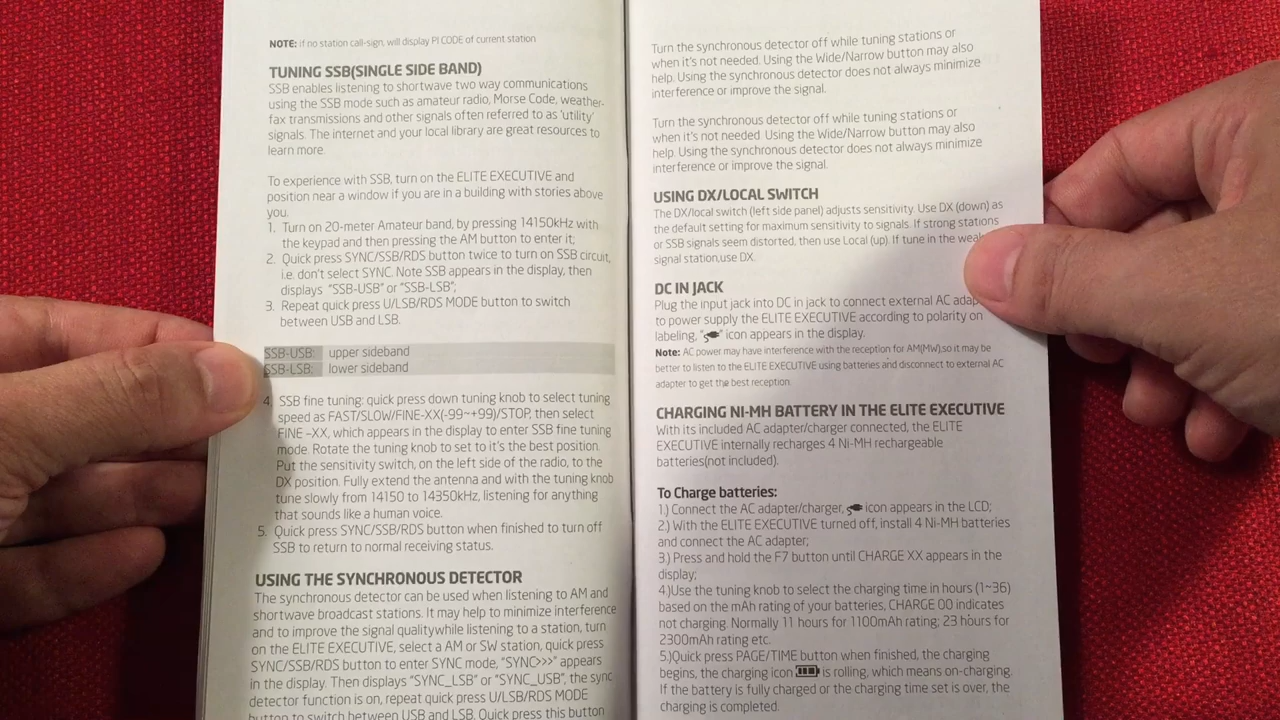 NOTE: if no station call-sign, will display PI CODE of current station
TUNING SSB(SINGLE SIDE BAND)
SSB enables listening to shortwave two way communications
using the SSB mode such as amateur radio, Morse Code, weather-
fax transmissions and other signals often referred to as 'utility'
signals. The internet and your local library are great resources to
learn more.
To experience with SSB, turn on the ELITE EXECUTIVE and
position near a window if you are in a building with stories above
you.
1. Turn on 20-meter Amateur band, by pressing 14150kHz with
the keypad and then pressing the AM button to enter it;
2. Quick press SYNC/SSB/RDS button twice to turn on SSB circuit,
i.e. don't select SYNC. Note SSB appears in the display, then
displays "SSB-USB" or "SSB-LSB";
3. Repeat quick press U/LSB/RDS MODE button to switch
between USB and LSB.
SSB-USB: upper sideband
SSB-LSB: lower sideband
4. SSB fine tuning: quick press down tuning knob to select tuning
speed as FAST/SLOW/FINE-XX(-99~+99)/STOP, then select
FINE -XX, which appears in the display to enter SSB fine tuning
mode. Rotate the tuning knob to set to it's the best position.
Put the sensitivity switch, on the left side of the radio, to the
DX position. Fully extend the antenna and with the tuning knob
tune slowly from 14150 to 14350kHz, listening for anything
that sounds like a human voice.
5. Quick press SYNC/SSB/RDS button when finished to turn off
SSB to return to normal receiving status.
USING THE SYNCHRONOUS DETECTOR
The synchronous detector can be used when listening to AM and
shortwave broadcast stations. It may help to minimize interference
and to improve the signal qualitywhile listening to a station, turn
on the ELITE EXECUTIVE, select a AM or SW station, quick press
SYNC/SSB/RDS button to enter SYNC mode, "SYNC>>>" appears
in the display. Then displays "SYNC_LSB" or "SYNC_USB", the sync
detector function is on, repeat quick press U/LSB/RDS MODE
button to switch between USB and LSB. Quick press this button
Turn the synchronous detector off while tuning stations or
when it's not needed. Using the Wide/Narrow button may also
help. Using the synchronous detector does not always minimize
interference or improve the signal.
Turn the synchronous detector off while tuning stations or
when it's not needed. Using the Wide/Narrow button may also
help. Using the synchronous detector does not always minimize
interference or improve the signal.
USING DX/LOCAL SWITCH
The DX/local switch (left side panel) adjusts sensitivity. Use DX (down) as
the default setting for maximum sensitivity to signals. If strong stations
or SSB signals seem distorted, then use Local (up). If tune in the weak
signal station,use DX.
DC IN JACK
Plug the input jack into DC in jack to connect external AC adap
to power supply the ELITE EXECUTIVE according to polarity on
labeling, " " icon appears in the display.
Note: AC power may have interference with the reception for AM(MW),so it may be
better to listen to the ELITE EXECUTIVE using batteries and disconnect to external AC
adapter to get the best reception.
CHARGING NI-MH BATTERY IN THE ELITE EXECUTIVE
With its included AC adapter/charger connected, the ELITE
EXECUTIVE internally recharges 4 Ni-MH rechargeable
batteries(not included).
To Charge batteries:
1.) Connect the AC adapter/charger, icon appears in the LCD;
2.) With the ELITE EXECUTIVE turned off, install 4 Ni-MH batteries
and connect the AC adapter;
3.) Press and hold the F7 button until CHARGE XX appears in the
display;
4)Use the tuning knob to select the charging time in hours (1~36)
based on the mAh rating of your batteries, CHARGE 00 indicates
not charging. Normally 11 hours for 1100mAh rating; 23 hours for
2300mAh rating etc.
5.)Quick press PAGE/TIME button when finished, the charging
begins, the charging icon is rolling, which means on-charging.
If the battery is fully charged or the charging time set is over, the
charging is completed.